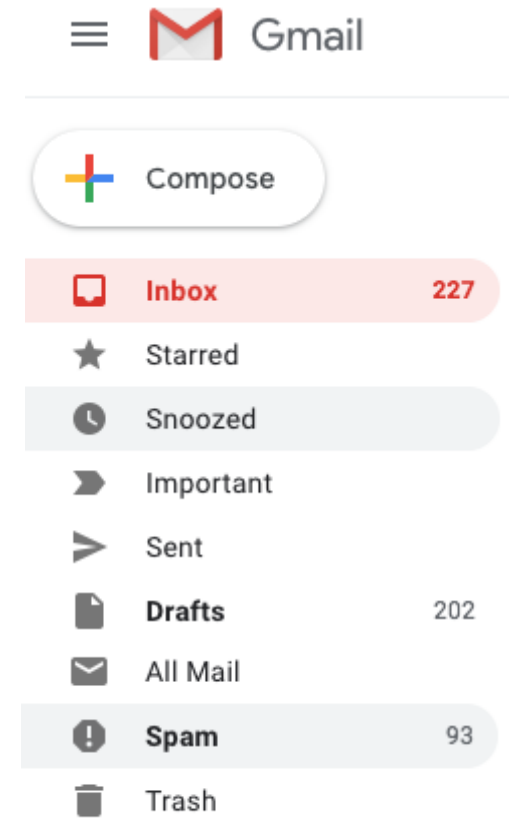 Gmail
Compose
Inbox 227
Starred
Snoozed
Important
Sent
Drafts 202
All Mail
Spam 93
Trash